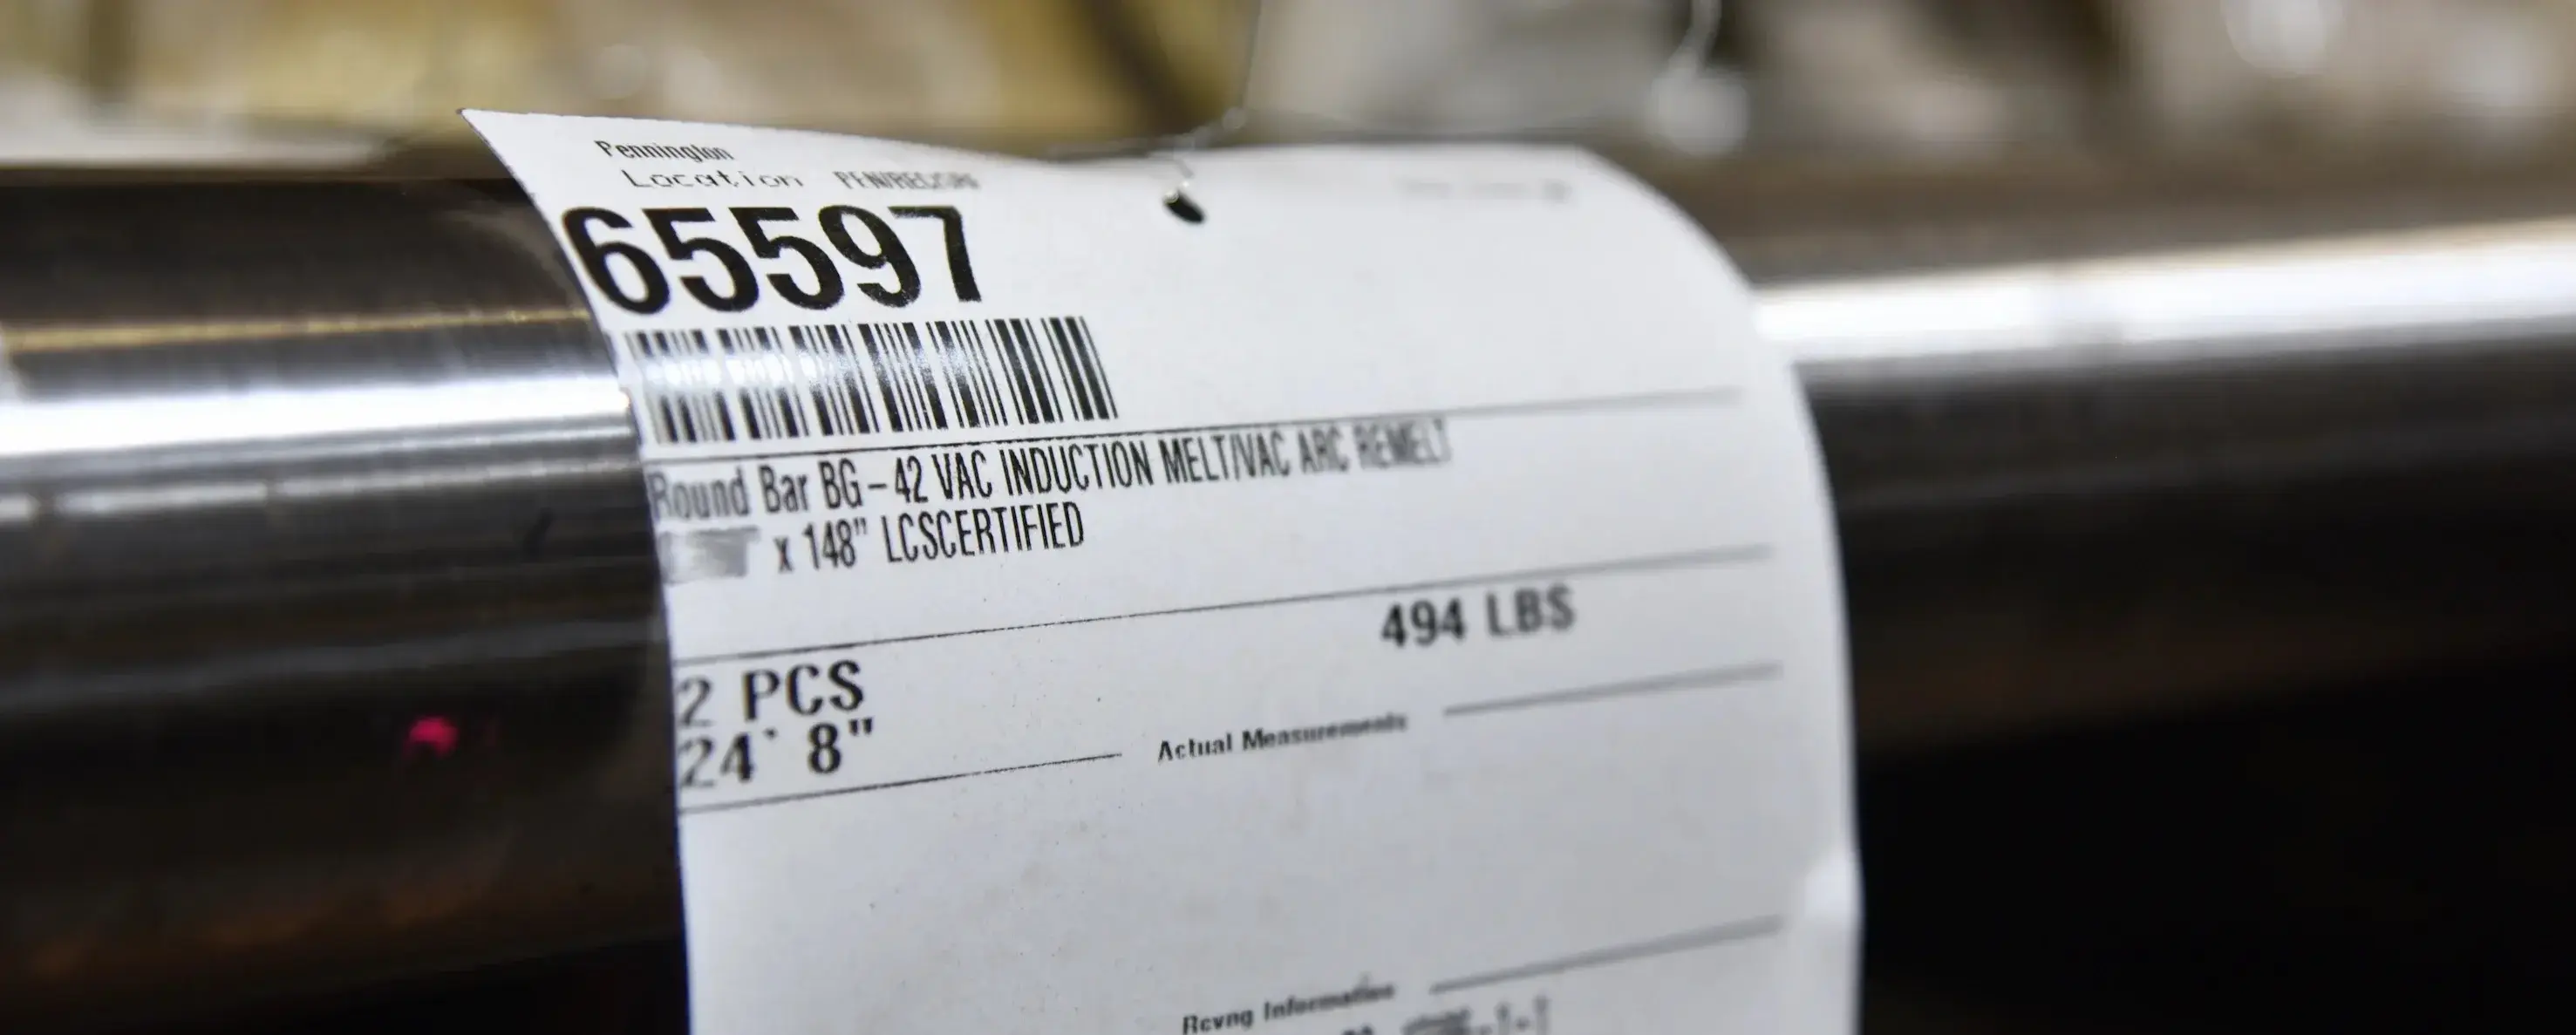 Pennington
Location
65597
Round Bar BG-42 VAC INDUCTION MELT/VAC ARC REMELT
x 148" LCSCERTIFIED
494 LBS
2 PCS
24' 8"
Actual Measurements
Rcvng Information